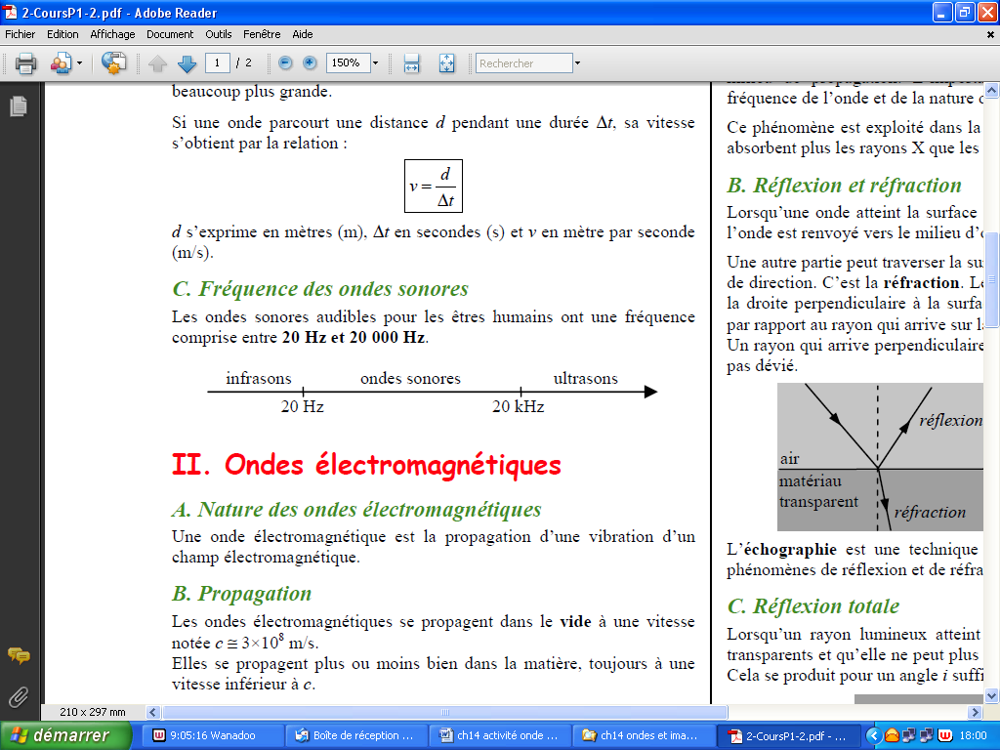 2-CoursP1-2.pdf - Adobe Reader
Fichier Edition Affichage Document Outils Fenêtre Aide
1 / 2 150% Rechercher
beaucoup plus grande.
Si une onde parcourt une distance d pendant une durée Δt, sa vitesse
s’obtient par la relation :
v = d/Δt
d s’exprime en mètres (m), Δt en secondes (s) et v en mètre par seconde
(m/s).
C. Fréquence des ondes sonores
Les ondes sonores audibles pour les êtres humains ont une fréquence
comprise entre 20 Hz et 20 000 Hz.
infrasons ondes sonores ultrasons
20 Hz 20 kHz
II. Ondes électromagnétiques
A. Nature des ondes électromagnétiques
Une onde électromagnétique est la propagation d’une vibration d’un
champ électromagnétique.
B. Propagation
Les ondes électromagnétiques se propagent dans le vide à une vitesse
notée c ≅ 3×10⁸ m/s.
Elles se propagent plus ou moins bien dans la matière, toujours à une
vitesse inférieur à c.
fréquence de l’onde et de la nature
Ce phénomène est exploité dans la
absorbent plus les rayons X que les
B. Réflexion et réfraction
Lorsqu’une onde atteint la surface
l’onde est renvoyé vers le milieu
Une autre partie peut traverser la
de direction. C’est la réfraction.
la droite perpendiculaire à la
par rapport au rayon qui arrive sur
Un rayon qui arrive perpendiculaire
pas dévié.
réflexion
air
matériau
transparent
réfraction
L’échographie est une technique
phénomènes de réflexion et de
C. Réflexion totale
Lorsqu’un rayon lumineux atteint
transparents et qu’elle ne peut plus
Cela se produit pour un angle i
210 x 297 mm
démarrer 9:05:16 Wanadoo Boîte de réception ... ch14 activité onde ... ch14 ondes et ima... 2-CoursP1-2.pdf - ... 18:00